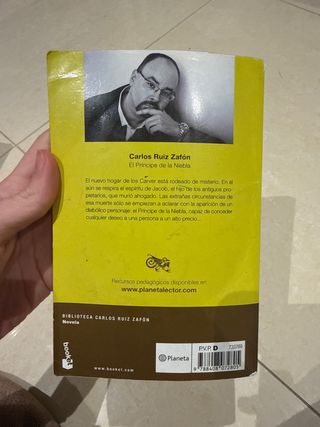 Carlos Ruiz Zafón
El Príncipe de la Niebla
El nuevo hogar de los Carver está rodeado de misterio. En él
aún se respira el espíritu de Jacob, el hijo de los antiguos pro-
pietarios, que murió ahogado. Las extrañas circunstancias de
esa muerte sólo se empiezan a aclarar con la aparición de un
diabólico personaje: el Príncipe de la Niebla, capaz de conceder
cualquier deseo a una persona a un alto precio...
Recursos pedagógicos disponibles en
www.planetalector.com
BIBLIOTECA CARLOS RUIZ ZAFÓN
Novela
booket
www.booket.com
Planeta
P.V.P. D
9788408072805